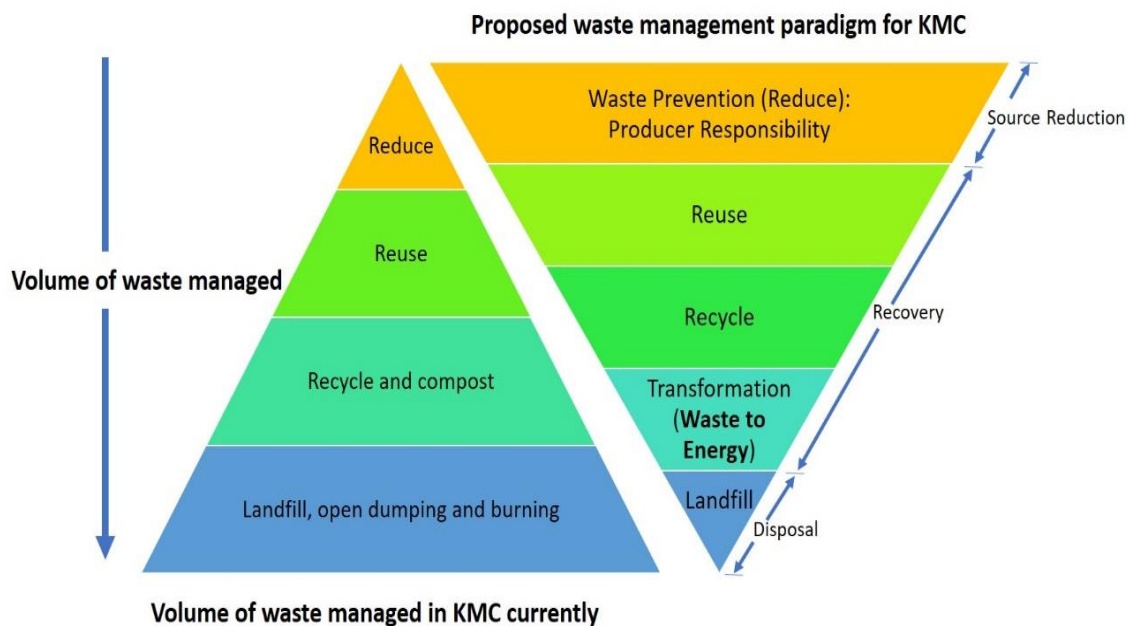 Proposed waste management paradigm for KMC
Waste Prevention (Reduce):
Producer Responsibility
Source Reduction
Reduce
Reuse
Reuse
Volume of waste managed
Recycle
Recovery
Recycle and compost
Transformation
(Waste to
Energy)
Landfill
Landfill, open dumping and burning
Disposal
Volume of waste managed in KMC currently